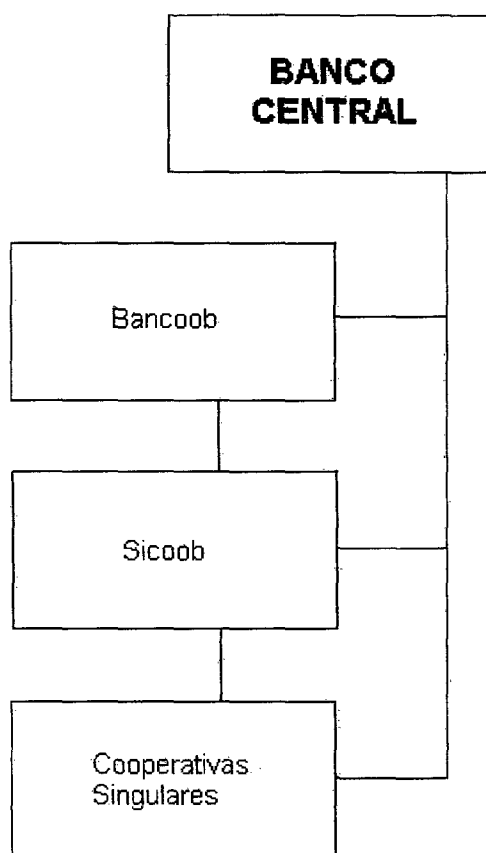 BANCO
CENTRAL
Bancoob
Sicoob
Cooperativas
Singulares